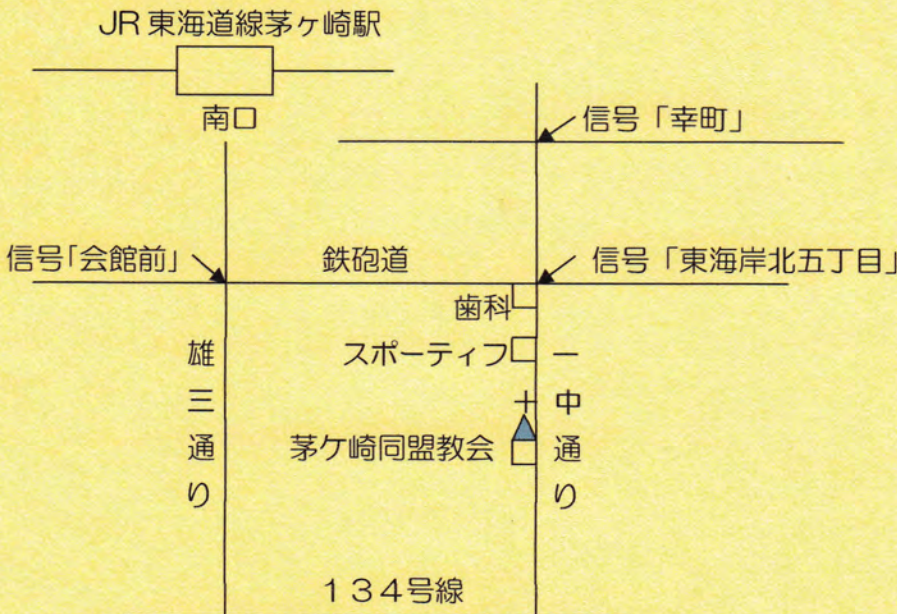 JR東海道線茅ヶ崎駅
南口
信号「幸町」
信号「会館前」
鉄砲道
信号「東海岸北五丁目」
歯科
スポーティフ
雄三通り
一中通り
茅ケ崎同盟教会
134号線